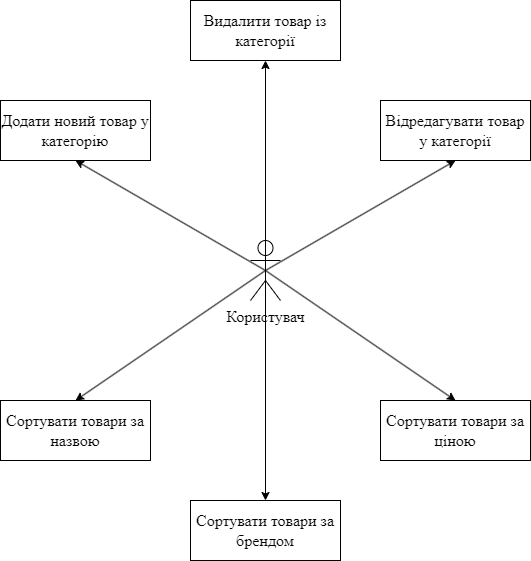 Видалити товар із
категорії
Додати новий товар у
категорію
Відредагувати товар
у категорії
Користувач
Сортувати товари за
назвою
Сортувати товари за
ціною
Сортувати товари за
брендом